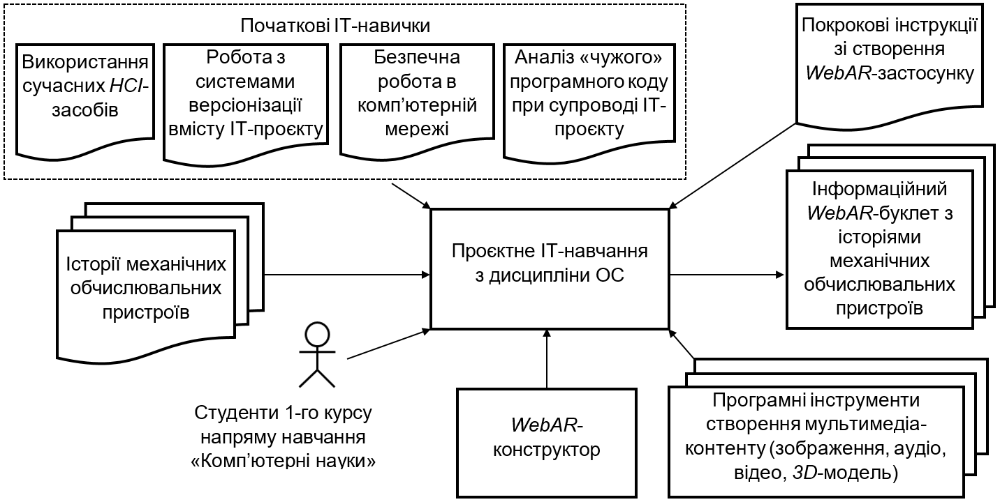 Початкові ІТ-навички
Використання
сучасних HCI-
засобів
Робота з
системами
версіонізації
вмісту ІТ-проєкту
Безпечна
робота в
комп’ютерній
мережі
Аналіз «чужого»
програмного коду
при супроводі ІТ-
проєкту
Покрокові інструкції
зі створення
WebAR-застосунку
Історії механічних
обчислювальних
пристроїв
Проєктне ІТ-навчання
з дисципліни ОС
Інформаційний
WebAR-буклет з
історіями
механічних
обчислювальних
пристроїв
Студенти 1-го курсу
напряму навчання
«Комп’ютерні науки»
WebAR-
конструктор
Програмні інструменти
створення мультимедіа-
контенту (зображення, аудіо,
відео, 3D-модель)